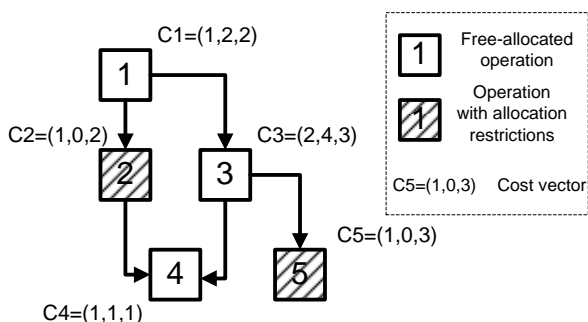 C1=(1,2,2)
1
C2=(1,0,2)
C3=(2,4,3)
2
3
C5=(1,0,3)
4
5
C4=(1,1,1)
1
Free-allocated
operation
1
Operation
with allocation
restrictions
C5=(1,0,3) Cost vector